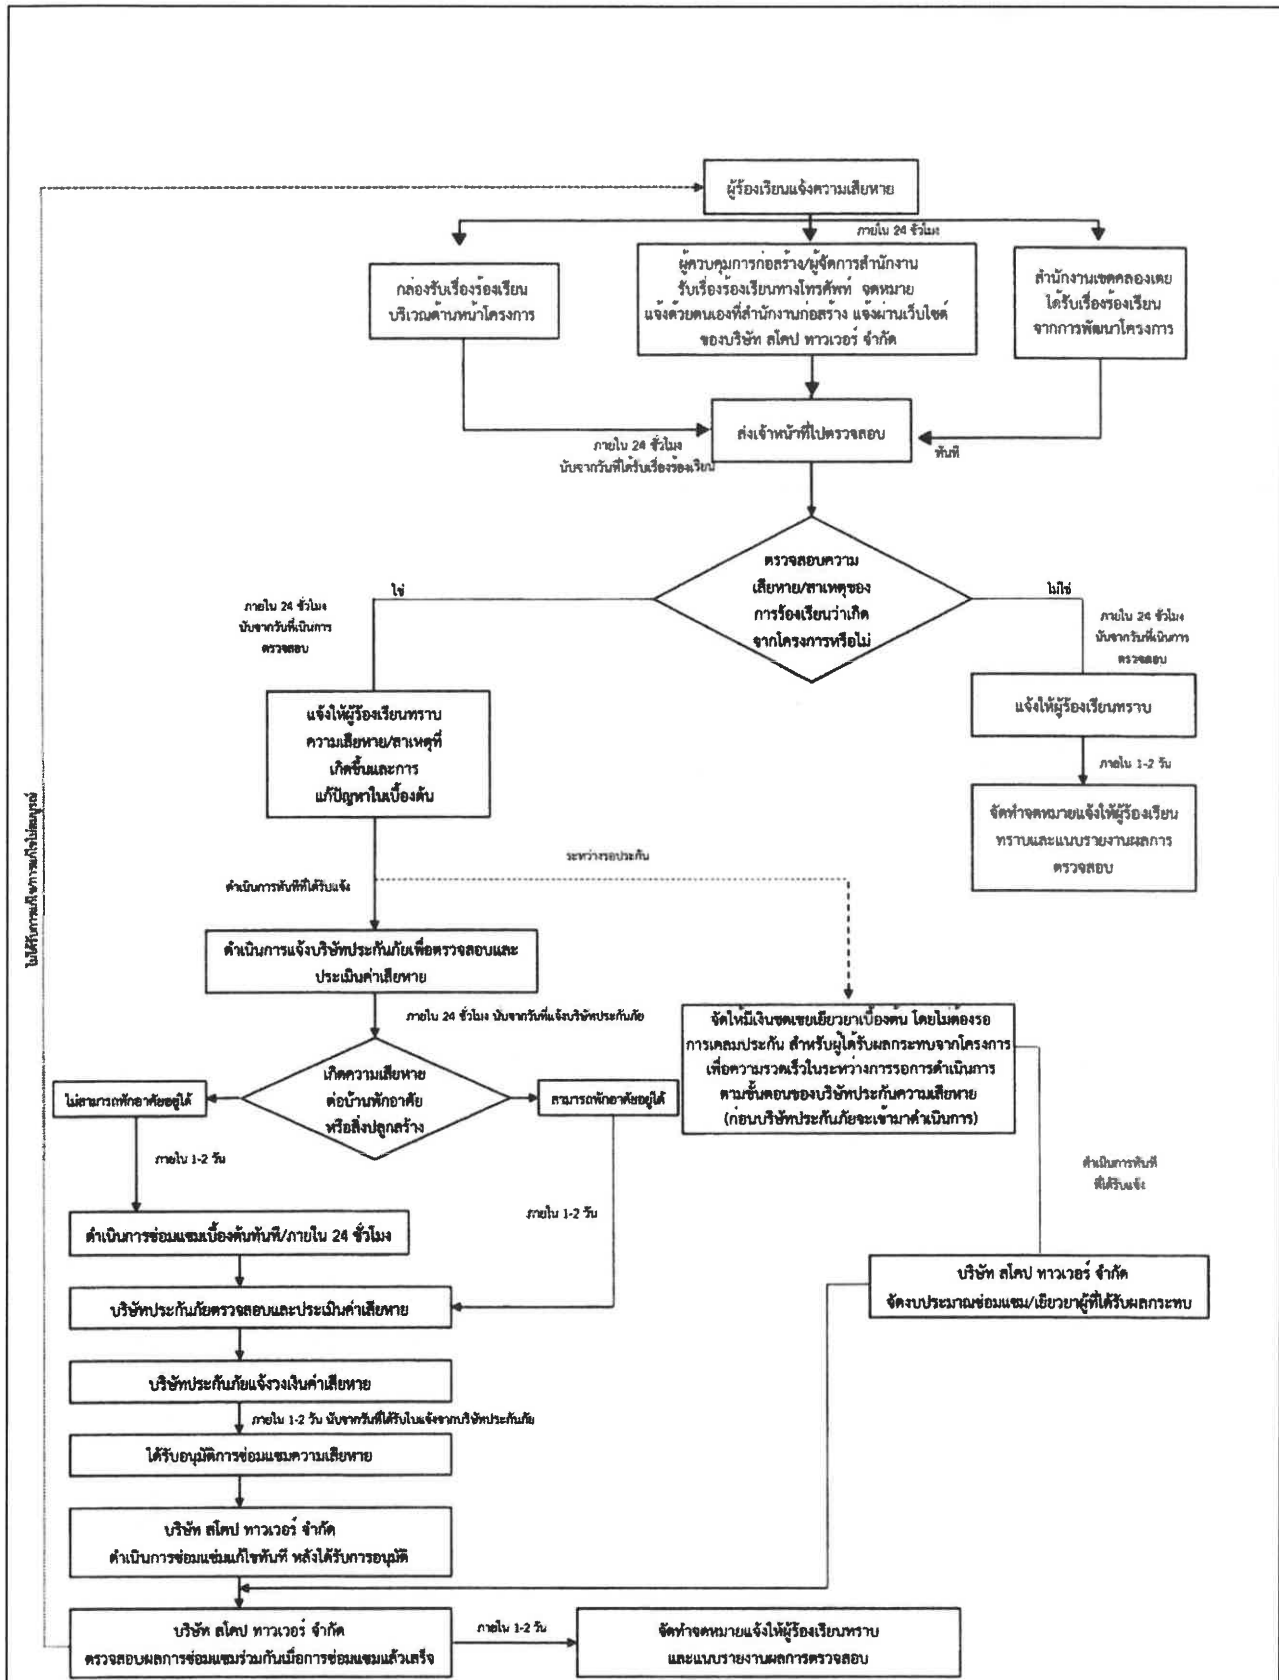 ผู้ร้องเรียนแจ้งความเสียหาย
ภายใน 24 ชั่วโมง
กล่องรับเรื่องร้องเรียน
บริเวณด้านหน้าโครงการ
ผู้ควบคุมการก่อสร้าง/ผู้จัดการสำนักงาน
รับเรื่องร้องเรียนทางโทรศัพท์ จดหมาย
แจ้งด้วยตนเองที่สำนักงานก่อสร้าง แจ้งผ่านเว็บไซต์
ของบริษัท สโคป ทาวเวอร์ จำกัด
สำนักงานเขตคลองเตย
ได้รับเรื่องร้องเรียน
จากการพัฒนาโครงการ
ส่งเจ้าหน้าที่ไปตรวจสอบ
ภายใน 24 ชั่วโมง
นับจากวันที่ได้รับเรื่องร้องเรียน
ทันที
ตรวจสอบความ
เสียหาย/สาเหตุของ
การร้องเรียนว่าเกิด
จากโครงการหรือไม่
ใช่
ไม่ใช่
ภายใน 24 ชั่วโมง
นับจากวันที่เนินการ
ตรวจสอบ
ภายใน 24 ชั่วโมง
นับจากวันที่เนินการ
ตรวจสอบ
แจ้งให้ผู้ร้องเรียนทราบ
ความเสียหาย/สาเหตุที่
เกิดขึ้นและการ
แก้ปัญหาในเบื้องต้น
แจ้งให้ผู้ร้องเรียนทราบ
ภายใน 1-2 วัน
จัดทำจดหมายแจ้งให้ผู้ร้องเรียน
ทราบและแนบรายงานผลการ
ตรวจสอบ
ระหว่างรอประกัน
ดำเนินการทันทีที่ได้รับแจ้ง
ดำเนินการแจ้งบริษัทประกันภัยเพื่อตรวจสอบและ
ประเมินค่าเสียหาย
ภายใน 24 ชั่วโมง นับจากวันที่แจ้งบริษัทประกันภัย
จัดให้มีเงินชดเชยเยียวยาเบื้องต้น โดยไม่ต้องรอ
การเคลมประกัน สำหรับผู้ได้รับผลกระทบจากโครงการ
เพื่อความรวดเร็วในระหว่างการรอการดำเนินการ
ตามขั้นตอนของบริษัทประกันความเสียหาย
(ก่อนบริษัทประกันภัยจะเข้ามาดำเนินการ)
เกิดความเสียหาย
ต่อบ้านพักอาศัย
หรือสิ่งปลูกสร้าง
ไม่สามารถพักอาศัยอยู่ได้
สามารถพักอาศัยอยู่ได้
ภายใน 1-2 วัน
ภายใน 1-2 วัน
ดำเนินการทันที
ที่ได้รับแจ้ง
ดำเนินการซ่อมแซมเบื้องต้นทันที/ภายใน 24 ชั่วโมง
บริษัท สโคป ทาวเวอร์ จำกัด
จัดงบประมาณซ่อมแซม/เยียวยาผู้ที่ได้รับผลกระทบ
บริษัทประกันภัยตรวจสอบและประเมินค่าเสียหาย
บริษัทประกันภัยแจ้งวงเงินค่าเสียหาย
ภายใน 1-2 วัน นับจากวันที่ได้รับใบแจ้งจากบริษัทประกันภัย
ได้รับอนุมัติการซ่อมแซมความเสียหาย
บริษัท สโคป ทาวเวอร์ จำกัด
ดำเนินการซ่อมแซ่มแก้ไขทันที หลังได้รับการอนุมัติ
บริษัท สโคป ทาวเวอร์ จำกัด
ตรวจสอบผลการซ่อมแซมร่วมกันเมื่อการซ่อมแซมแล้วเสร็จ
ภายใน 1-2 วัน
จัดทำจดหมายแจ้งให้ผู้ร้องเรียนทราบ
และแนบรายงานผลการตรวจสอบ
ไม่ได้รับการแก้ไข/การแก้ไขไม่สมบูรณ์